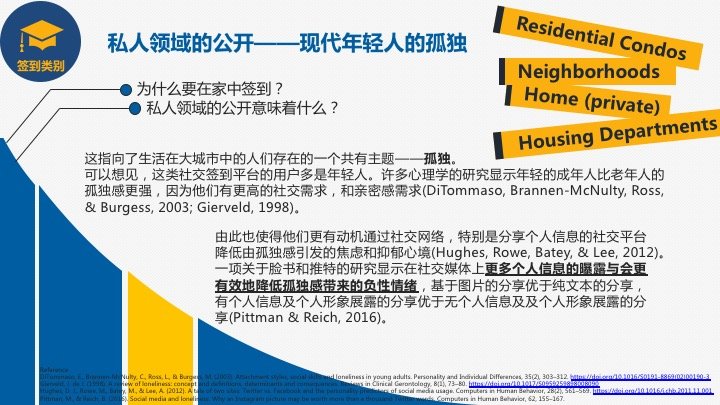 签到类别
私人领域的公开——现代年轻人的孤独
Residential Condos
Neighborhoods
Home (private)
Housing Departments
为什么要在家中签到？
私人领域的公开意味着什么？
这指向了生活在大城市中的人们存在的一个共有主题——孤独。
可以想见，这类社交签到平台的用户多是年轻人。许多心理学的研究显示年轻的成年人比老年人的
孤独感更强，因为他们有更高的社交需求，和亲密感需求(DiTommaso, Brannen-McNulty, Ross,
& Burgess, 2003; Gierveld, 1998)。
由此也使得他们更有动机通过社交网络，特别是分享个人信息的社交平台
降低由孤独感引发的焦虑和抑郁心境(Hughes, Rowe, Batey, & Lee, 2012)。
一项关于脸书和推特的研究显示在社交媒体上更多个人信息的曝露与会更
有效地降低孤独感带来的负性情绪，基于图片的分享优于纯文本的分享，
有个人信息及个人形象展露的分享优于无个人信息及及个人形象展露的分
享(Pittman & Reich, 2016)。
Reference
DiTommaso, E., Brannen-McNulty, C., Ross, L., & Burgess, M. (2003). Attachment styles, social skills and loneliness in young adults. Personality and Individual Differences, 35(2), 303–312. https://doi.org/10.1016/S0191-8869(02)00190-3
Gierveld, J. de J. (1998). A review of loneliness: concept and definitions, determinants and consequences. Reviews in Clinical Gerontology, 8(1), 73–80. https://doi.org/10.1017/S0959259898008090
Hughes, D. J., Rowe, M., Batey, M., & Lee, A. (2012). A tale of two sites: Twitter vs. Facebook and the personality predictors of social media usage. Computers in Human Behavior, 28(2), 561–569. https://doi.org/10.1016/j.chb.2011.11.001
Pittman, M., & Reich, B. (2016). Social media and loneliness: Why an Instagram picture may be worth more than a thousand Twitter words. Computers in Human Behavior, 62, 155–167.